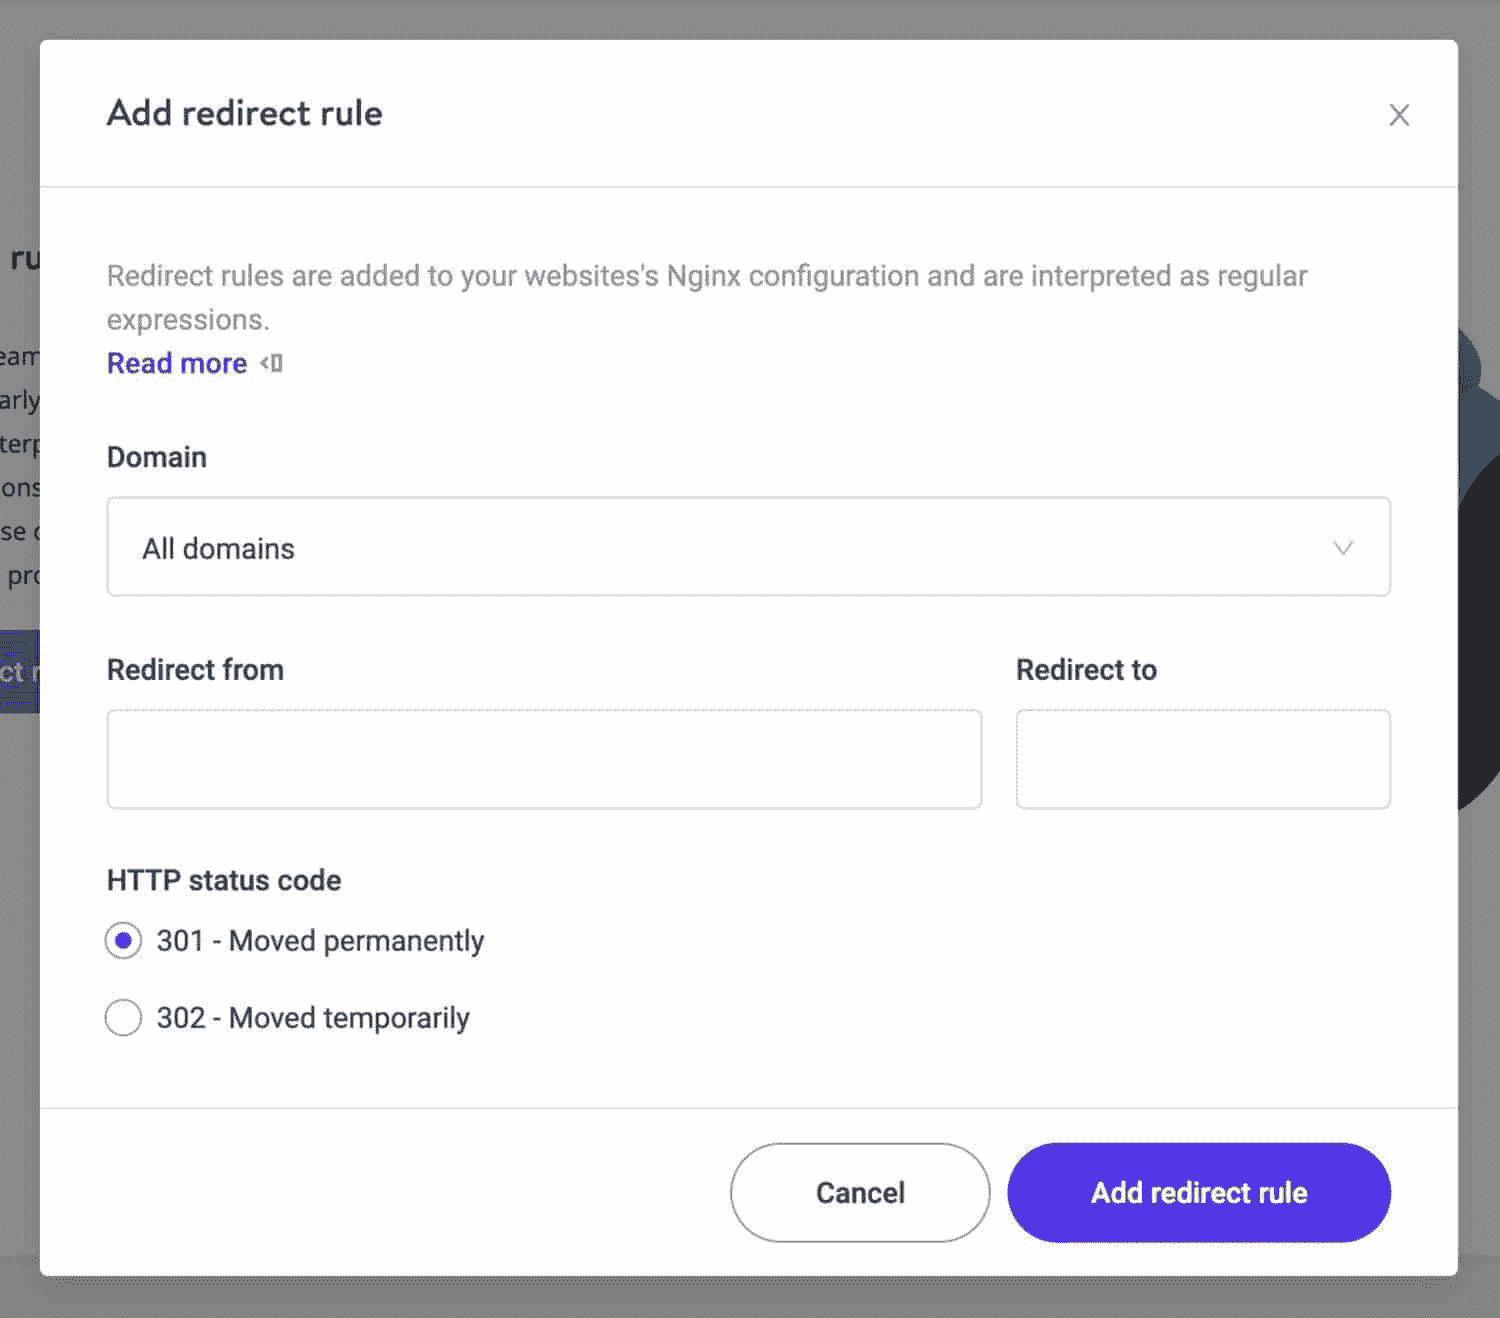 Add redirect rule
Redirect rules are added to your websites's Nginx configuration and are interpreted as regular
expressions.
Read more
Domain
All domains
Redirect from
Redirect to
HTTP status code
301 - Moved permanently
302 - Moved temporarily
Cancel
Add redirect rule